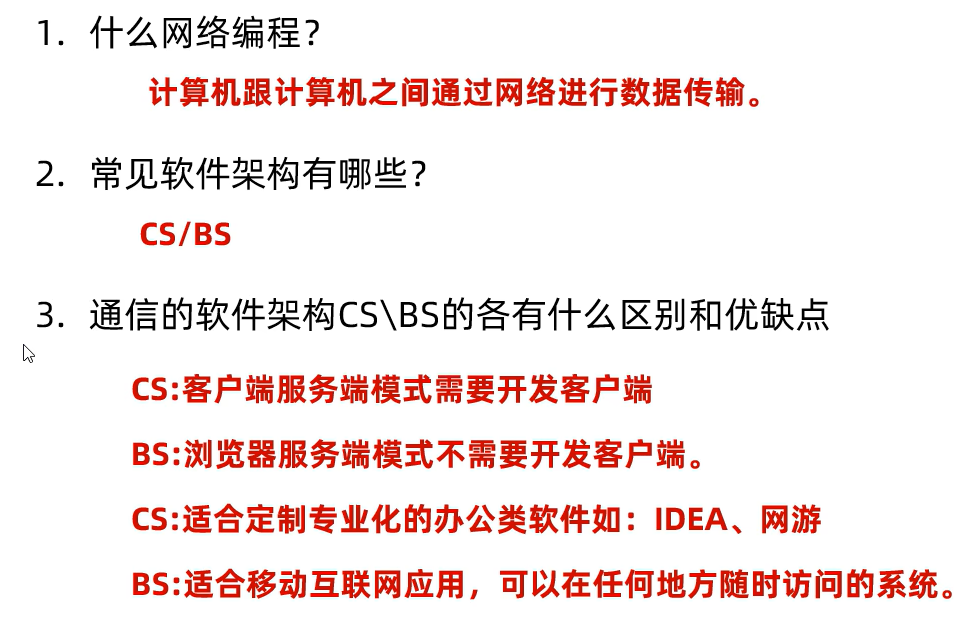 1. 什么网络编程？
计算机跟计算机之间通过网络进行数据传输。
2. 常见软件架构有哪些？
CS/BS
3. 通信的软件架构CS\BS的各有什么区别和优缺点
CS:客户端服务端模式需要开发客户端
BS:浏览器服务端模式不需要开发客户端。
CS:适合定制专业化的办公类软件如：IDEA、网游
BS:适合移动互联网应用，可以在任何地方随时访问的系统。